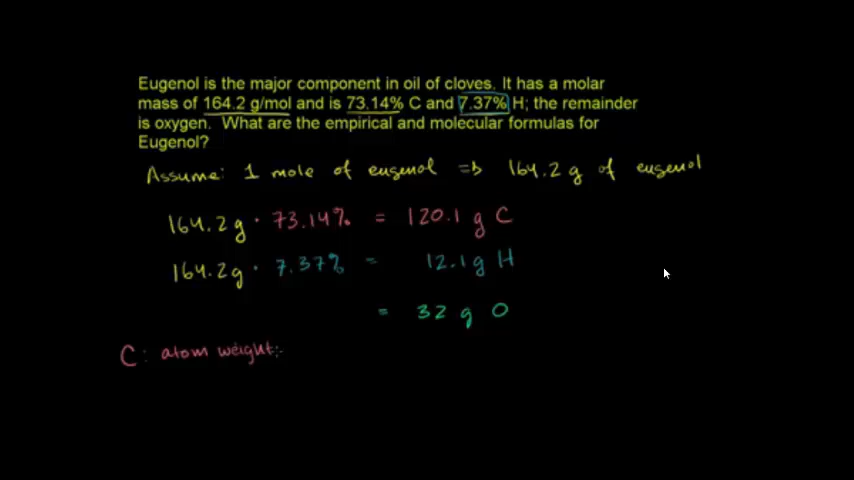 Eugenol is the major component in oil of cloves. It has a molar
mass of 164.2 g/mol and is 73.14% C and 7.37% H; the remainder
is oxygen. What are the empirical and molecular formulas for
Eugenol?
Assume: 1 mole of eugenol => 164.2 g of eugenol
164.2 g · 73.14% = 120.1 g C
164.2 g · 7.37% = 12.1 g H
= 32 g O
C: atom weight: